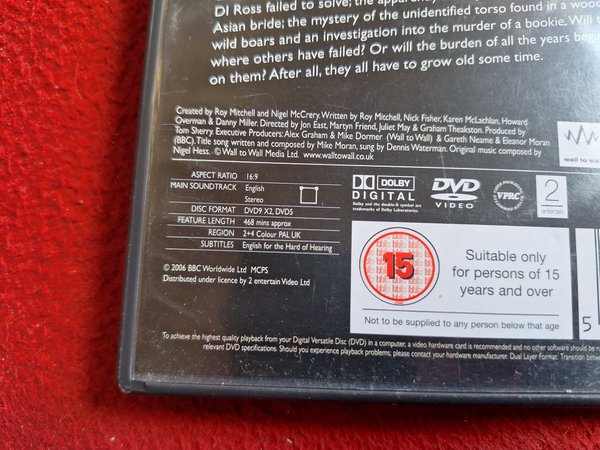 DI Ross failed to solve; the
Asian bride; the mystery of the unidentified torso found in a
wild boars and an investigation into the murder of a bookie. Will
where others have failed? Or will the burden of all the years
on them? After all, they all have to grow old some time.
Created by Roy Mitchell and Nigel McCrery. Written by Roy Mitchell, Nick Fisher, Karen McLachlan, Howard
Overman & Danny Miller. Directed by Jon East, Martyn Friend, Juliet May & Graham Theakston. Produced by
Tom Sherry. Executive Producers: Alex Graham & Mike Dormer (Wall to Wall) & Gareth Neame & Eleanor Moran
(BBC). Title song written and composed by Mike Moran, sung by Dennis Waterman. Original music composed by
Nigel Hess. © Wall to Wall Media Ltd. www.walltowall.co.uk
wall to
ASPECT RATIO 16:9
MAIN SOUNDTRACK English
Stereo
DISC FORMAT DVD9 X2, DVD5
FEATURE LENGTH 468 mins approx
REGION 2+4 Colour PAL UK
SUBTITLES English for the Hard of Hearing
© 2006 BBC Worldwide Ltd MCPS
Distributed under licence by 2 entertain Video Ltd
DOLBY
DIGITAL
Dolby and the double-D symbol are
trademarks of Dolby Laboratories.
DVD
VIDEO
VPRC
2
entertain
15
Suitable only
for persons of 15
years and over
Not to be supplied to any person below that age
5
To achieve the highest quality playback from your Digital Versatile Disc (DVD) in a computer, a video hardware card is recommended and no other software should be
relevant DVD specifications. Should you experience playback problems, please contact your hardware manufacturer. Dual Layer Format: Transition